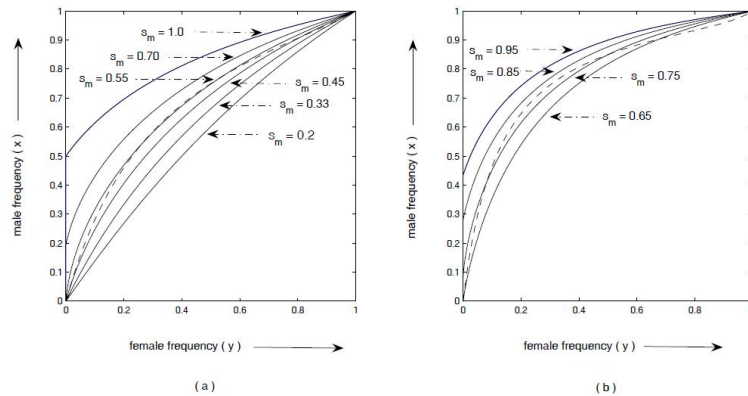 s_m = 1.0
s_m = 0.70
s_m = 0.55
s_m = 0.45
s_m = 0.33
s_m = 0.2
male frequency ( x )
1
0.9
0.8
0.7
0.6
0.5
0.4
0.3
0.2
0.1
0
0 0.2 0.4 0.6 0.8 1
female frequency ( y )
( a )
s_m = 0.95
s_m = 0.85
s_m = 0.75
s_m = 0.65
male frequency ( x )
1
0.9
0.8
0.7
0.6
0.5
0.4
0.3
0.2
0.1
0
0 0.2 0.4 0.6 0.8
female frequency ( y )
( b )